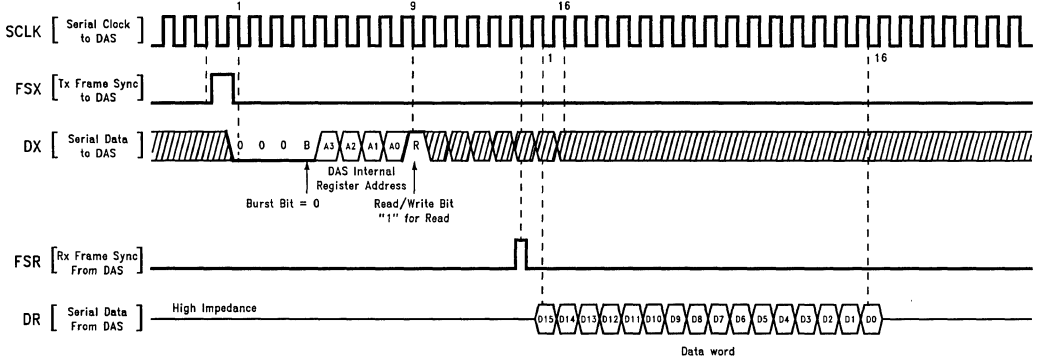 1 9 16
SCLK [ Serial Clock to DAS ]
1 16
FSX [ Tx Frame Sync to DAS ]
DX [ Serial Data to DAS ] 0 0 0 B A3 A2 A1 A0 R
DAS Internal
Register Address
Burst Bit = 0
Read/Write Bit
"1" for Read
FSR [ Rx Frame Sync From DAS ]
High Impedance
DR [ Serial Data From DAS ] D15 D14 D13 D12 D11 D10 D9 D8 D7 D6 D5 D4 D3 D2 D1 D0
Data word